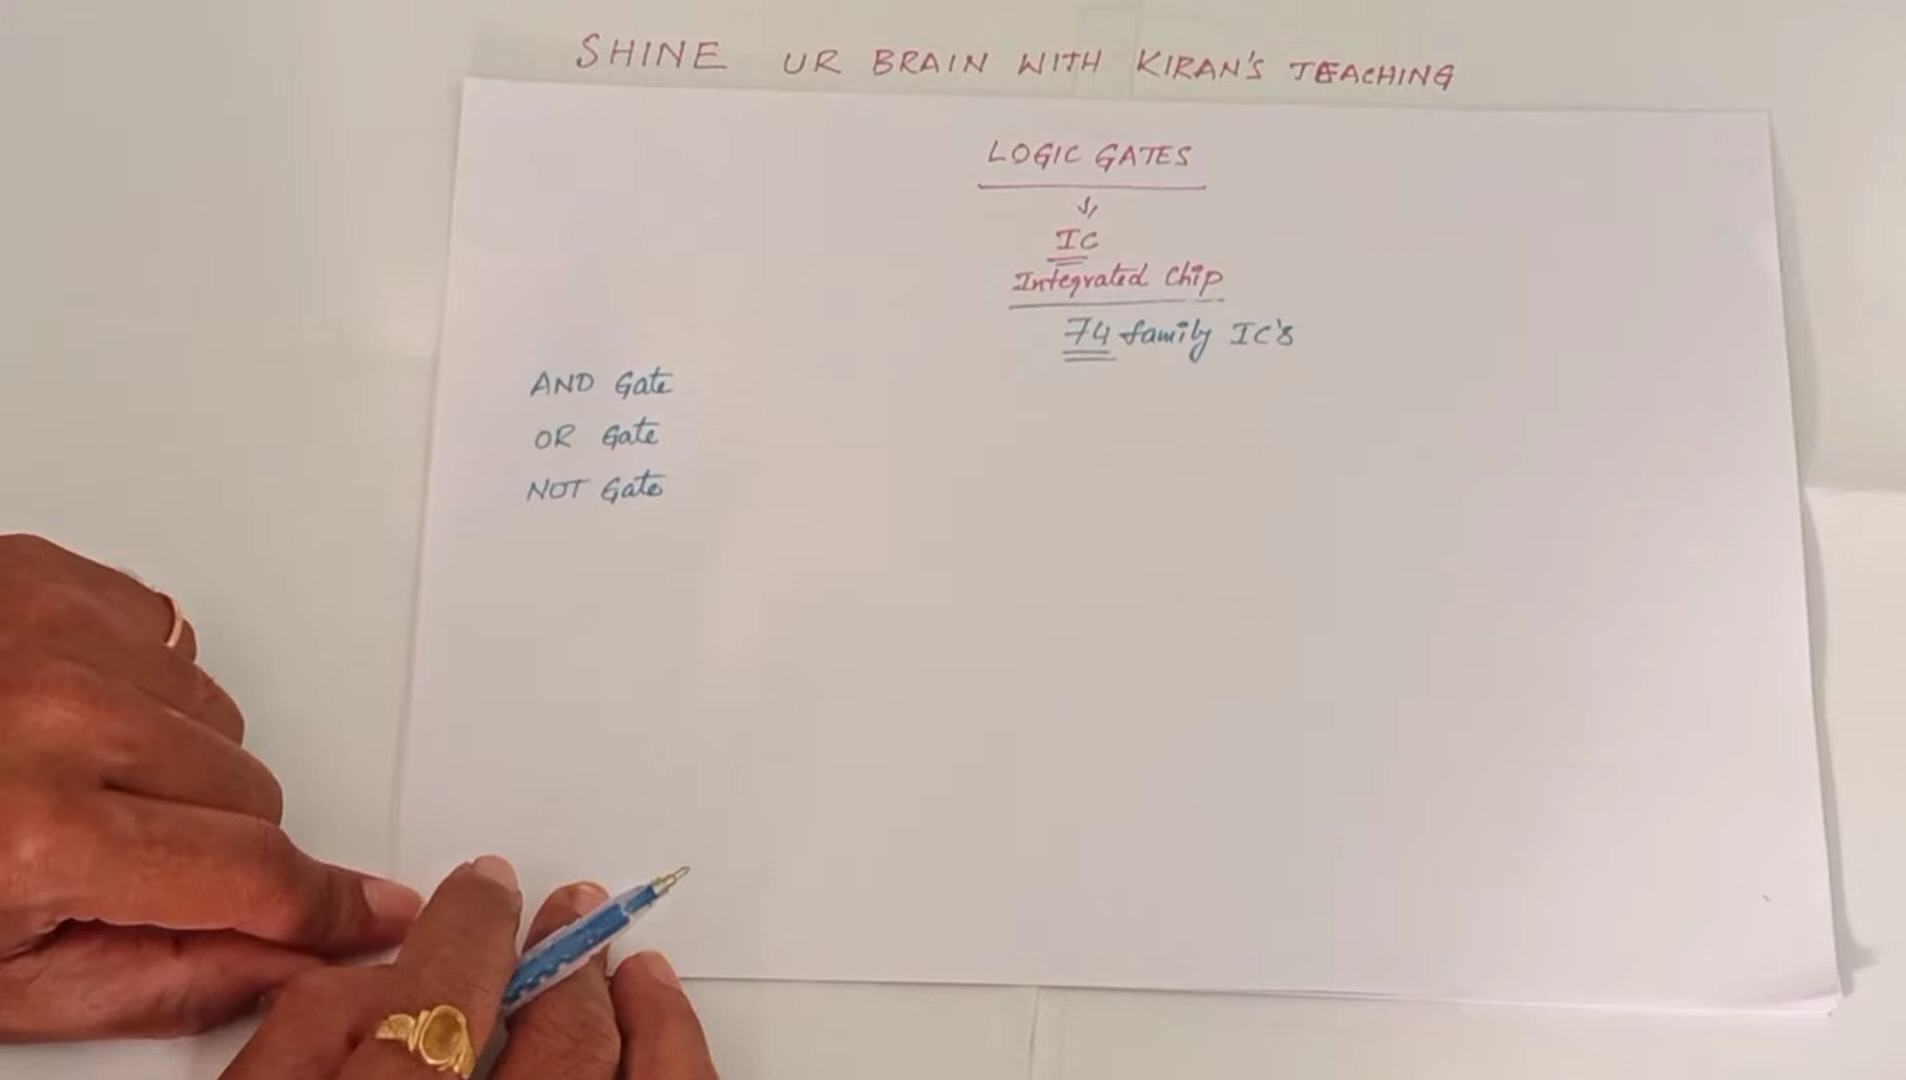 SHINE UR BRAIN WITH KIRAN'S TEACHING
LOGIC GATES
IC
Integrated Chip
74 family IC's
AND Gate
OR Gate
NOT Gate